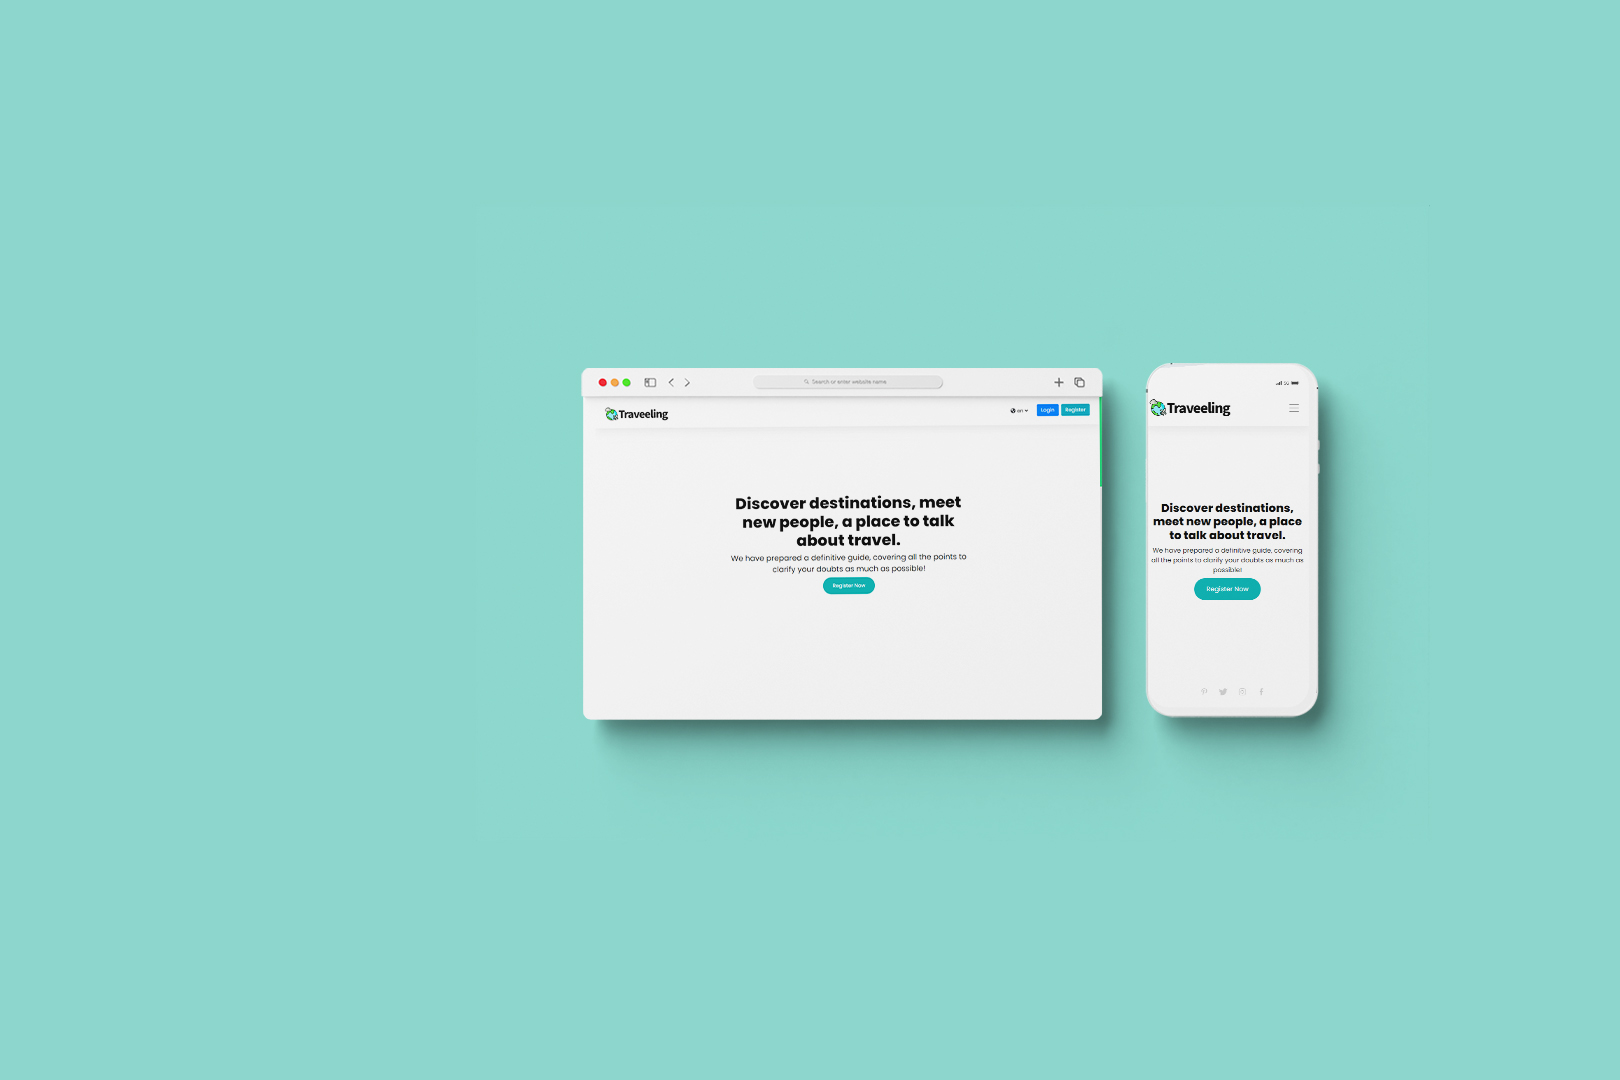 Search or enter website name
Traveeling
en
Login
Register
Discover destinations, meet
new people, a place to talk
about travel.
We have prepared a definitive guide, covering all the points to
clarify your doubts as much as possible!
Register Now
5G
Traveeling
Discover destinations,
meet new people, a place
to talk about travel.
We have prepared a definitive guide, covering
all the points to clarify your doubts as much as
possible!
Register Now